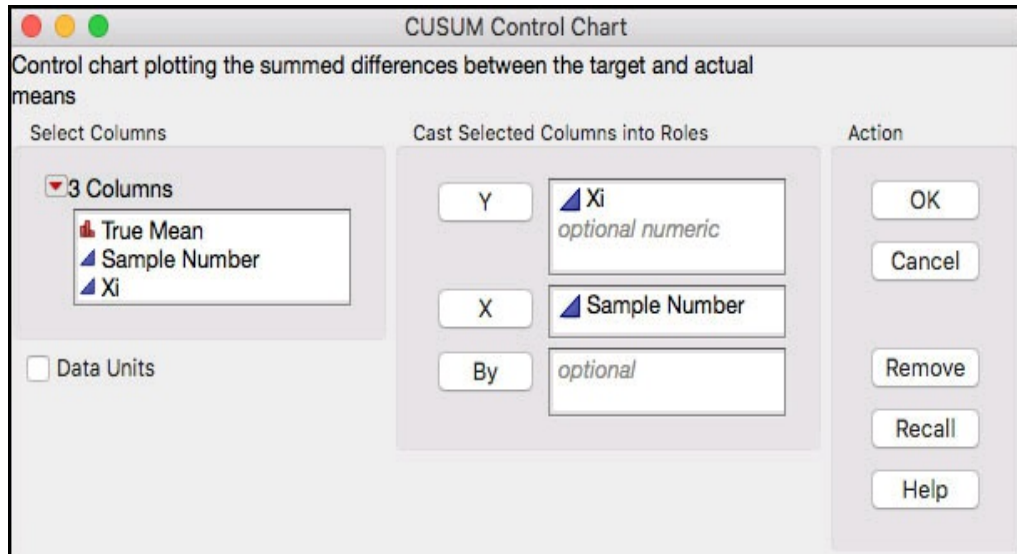 CUSUM Control Chart
Control chart plotting the summed differences between the target and actual
means
Select Columns
3 Columns
True Mean
Sample Number
Xi
Data Units
Cast Selected Columns into Roles
Y
Xi
optional numeric
X
Sample Number
By
optional
Action
OK
Cancel
Remove
Recall
Help